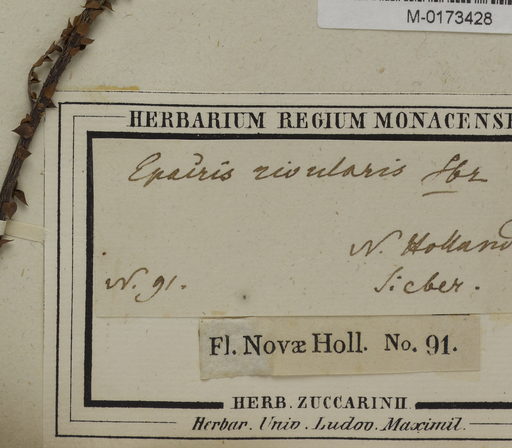 M-0173428
HERBARIUM REGIUM MONACENSE
Epacris rivularis Sbr
N. Holland
N. 91. Sieber.
Fl. Novæ Holl. No. 91.
HERB. ZUCCARINII
Herbar. Univ. Ludov. Maximil.